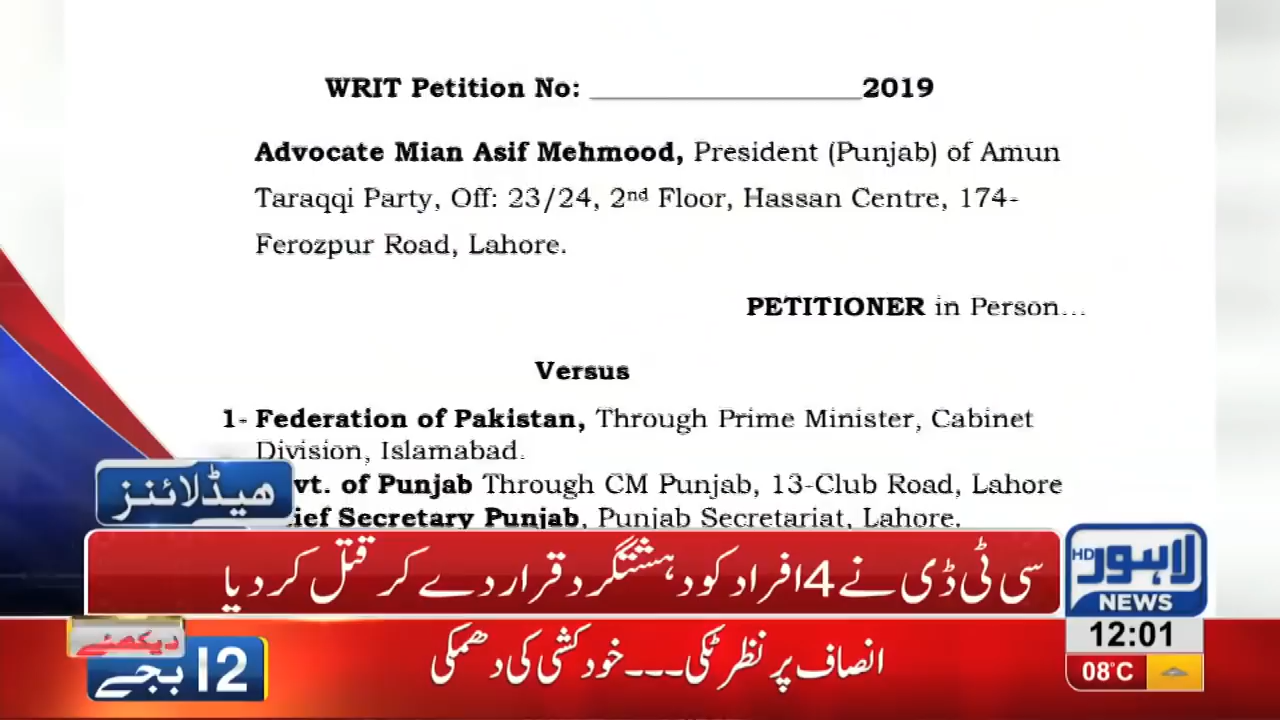 WRIT Petition No: ____________________2019
Advocate Mian Asif Mehmood, President (Punjab) of Amun
Taraqqi Party, Off: 23/24, 2nd Floor, Hassan Centre, 174-
Ferozpur Road, Lahore.
PETITIONER in Person...
Versus
1- Federation of Pakistan, Through Prime Minister, Cabinet
Division, Islamabad.
vt. of Punjab Through CM Punjab, 13-Club Road, Lahore
ief Secretary Punjab, Punjab Secretariat, Lahore.
ھیڈلائنز
سی ٹی ڈی نے 4 افراد کو دہشتگرد قرار دے کر قتل کر دیا
لاہور
HD
NEWS
12:01
08°C
دیکھئے
12 بجے
انصاف پر نظر ٹکی۔۔۔خودکشی کی دھمکی